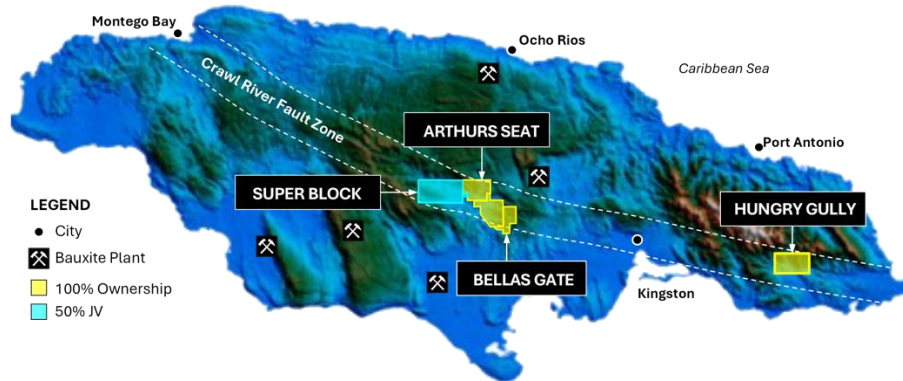 Montego Bay
Ocho Rios
Caribbean Sea
Crawl River Fault Zone
ARTHURS SEAT
Port Antonio
SUPER BLOCK
HUNGRY GULLY
LEGEND
City
Bauxite Plant
100% Ownership
50% JV
BELLAS GATE
Kingston